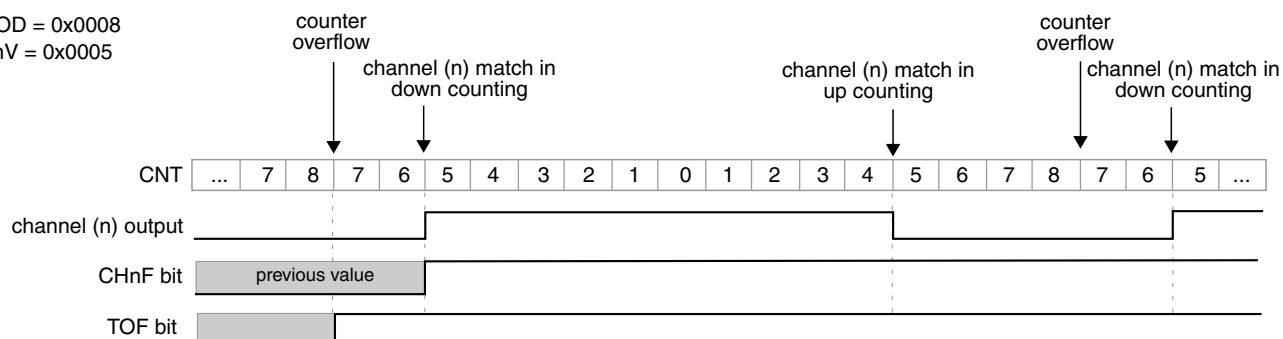 OD = 0x0008
nV = 0x0005
counter
overflow
channel (n) match in
down counting
channel (n) match in
up counting
counter
overflow
channel (n) match in
down counting
CNT ... 7 8 7 6 5 4 3 2 1 0 1 2 3 4 5 6 7 8 7 6 5 ...
channel (n) output
CHnF bit previous value
TOF bit